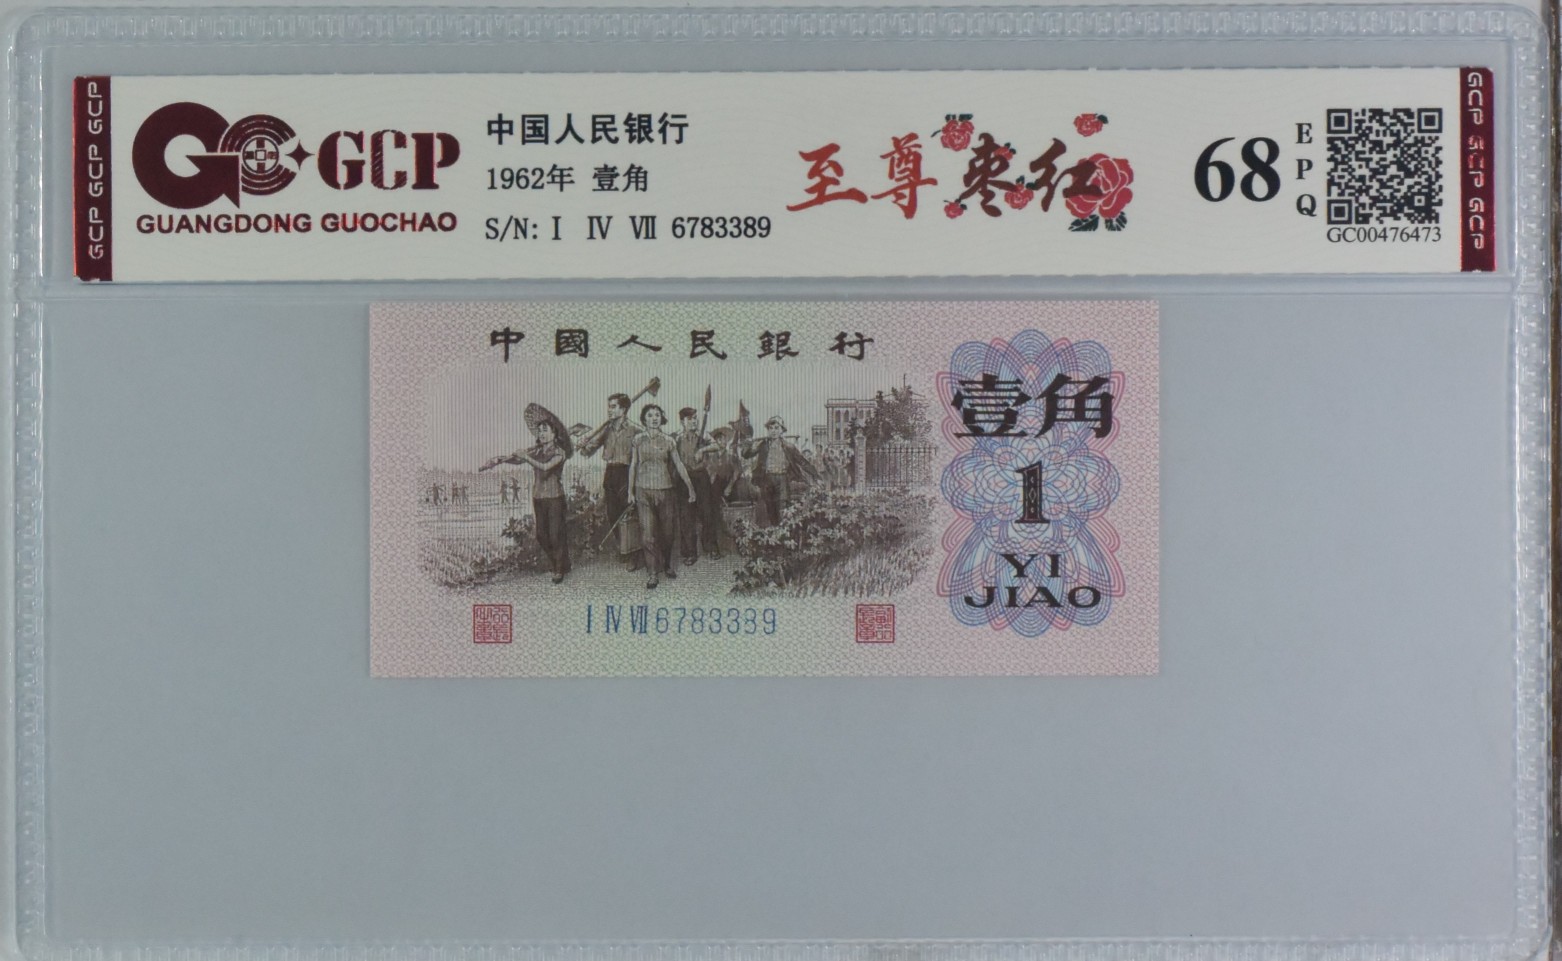 GCP GCP GCP
GCP
GUANGDONG GUOCHAO
中国人民银行
1962年 壹角
S/N: I IV VII 6783389
至尊枣红
68
EPQ
GC00476473
GCP GCP GCP
中國人民銀行
壹角
1
YI
JIAO
I IV VII 6783389